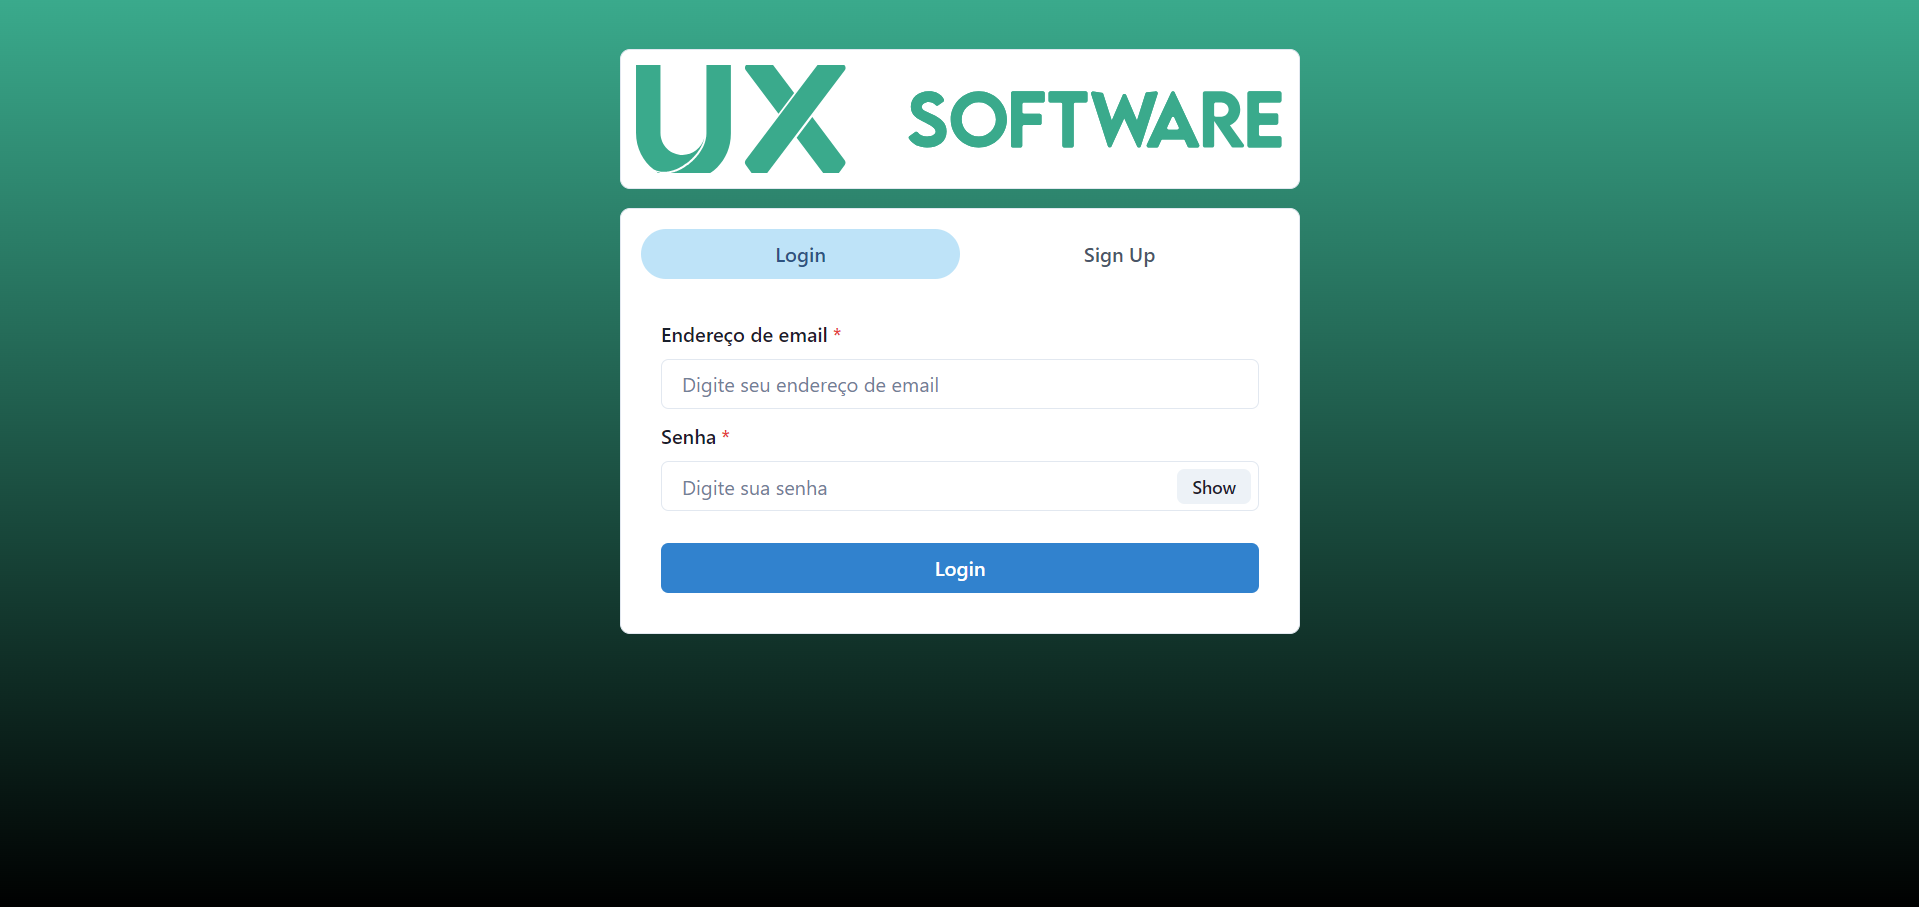 UX SOFTWARE
Login Sign Up
Endereço de email *
Digite seu endereço de email
Senha *
Digite sua senha Show
Login